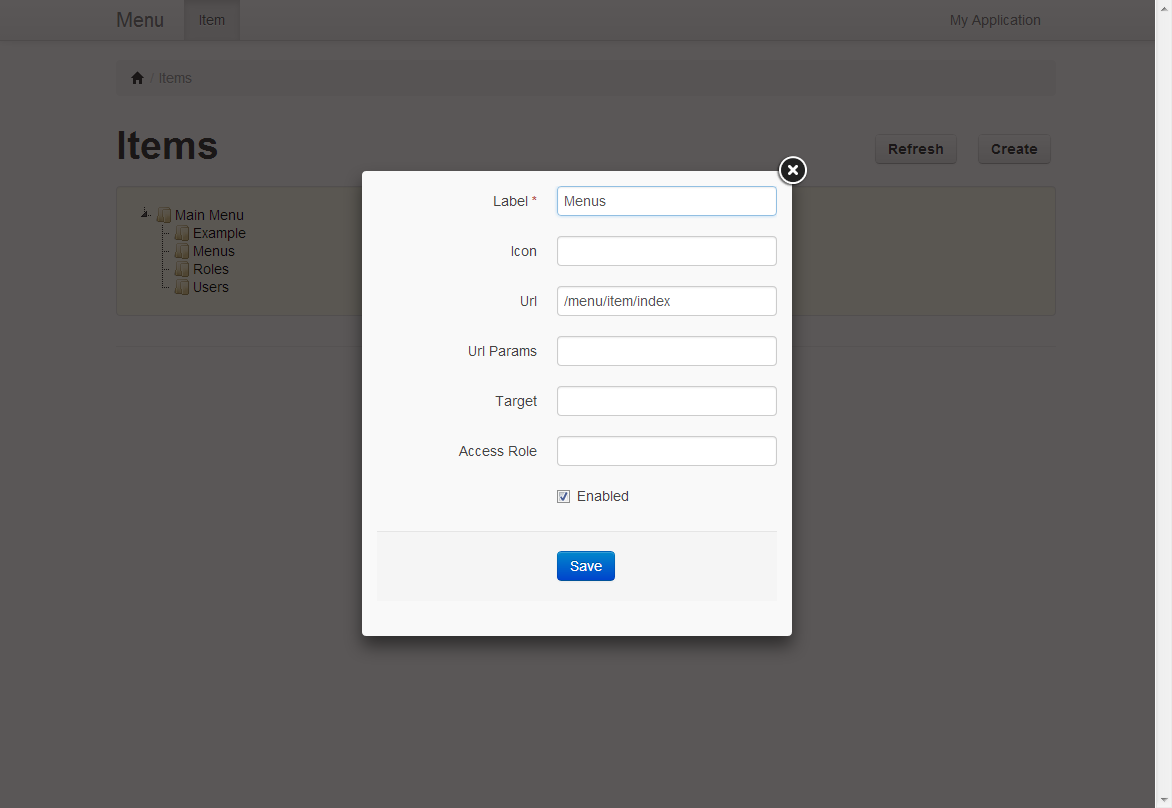 Menu Item My Application
/ Items
Items
Refresh Create
Main Menu
Example
Menus
Roles
Users
Label * Menus
Icon
Url /menu/item/index
Url Params
Target
Access Role
Enabled
Save